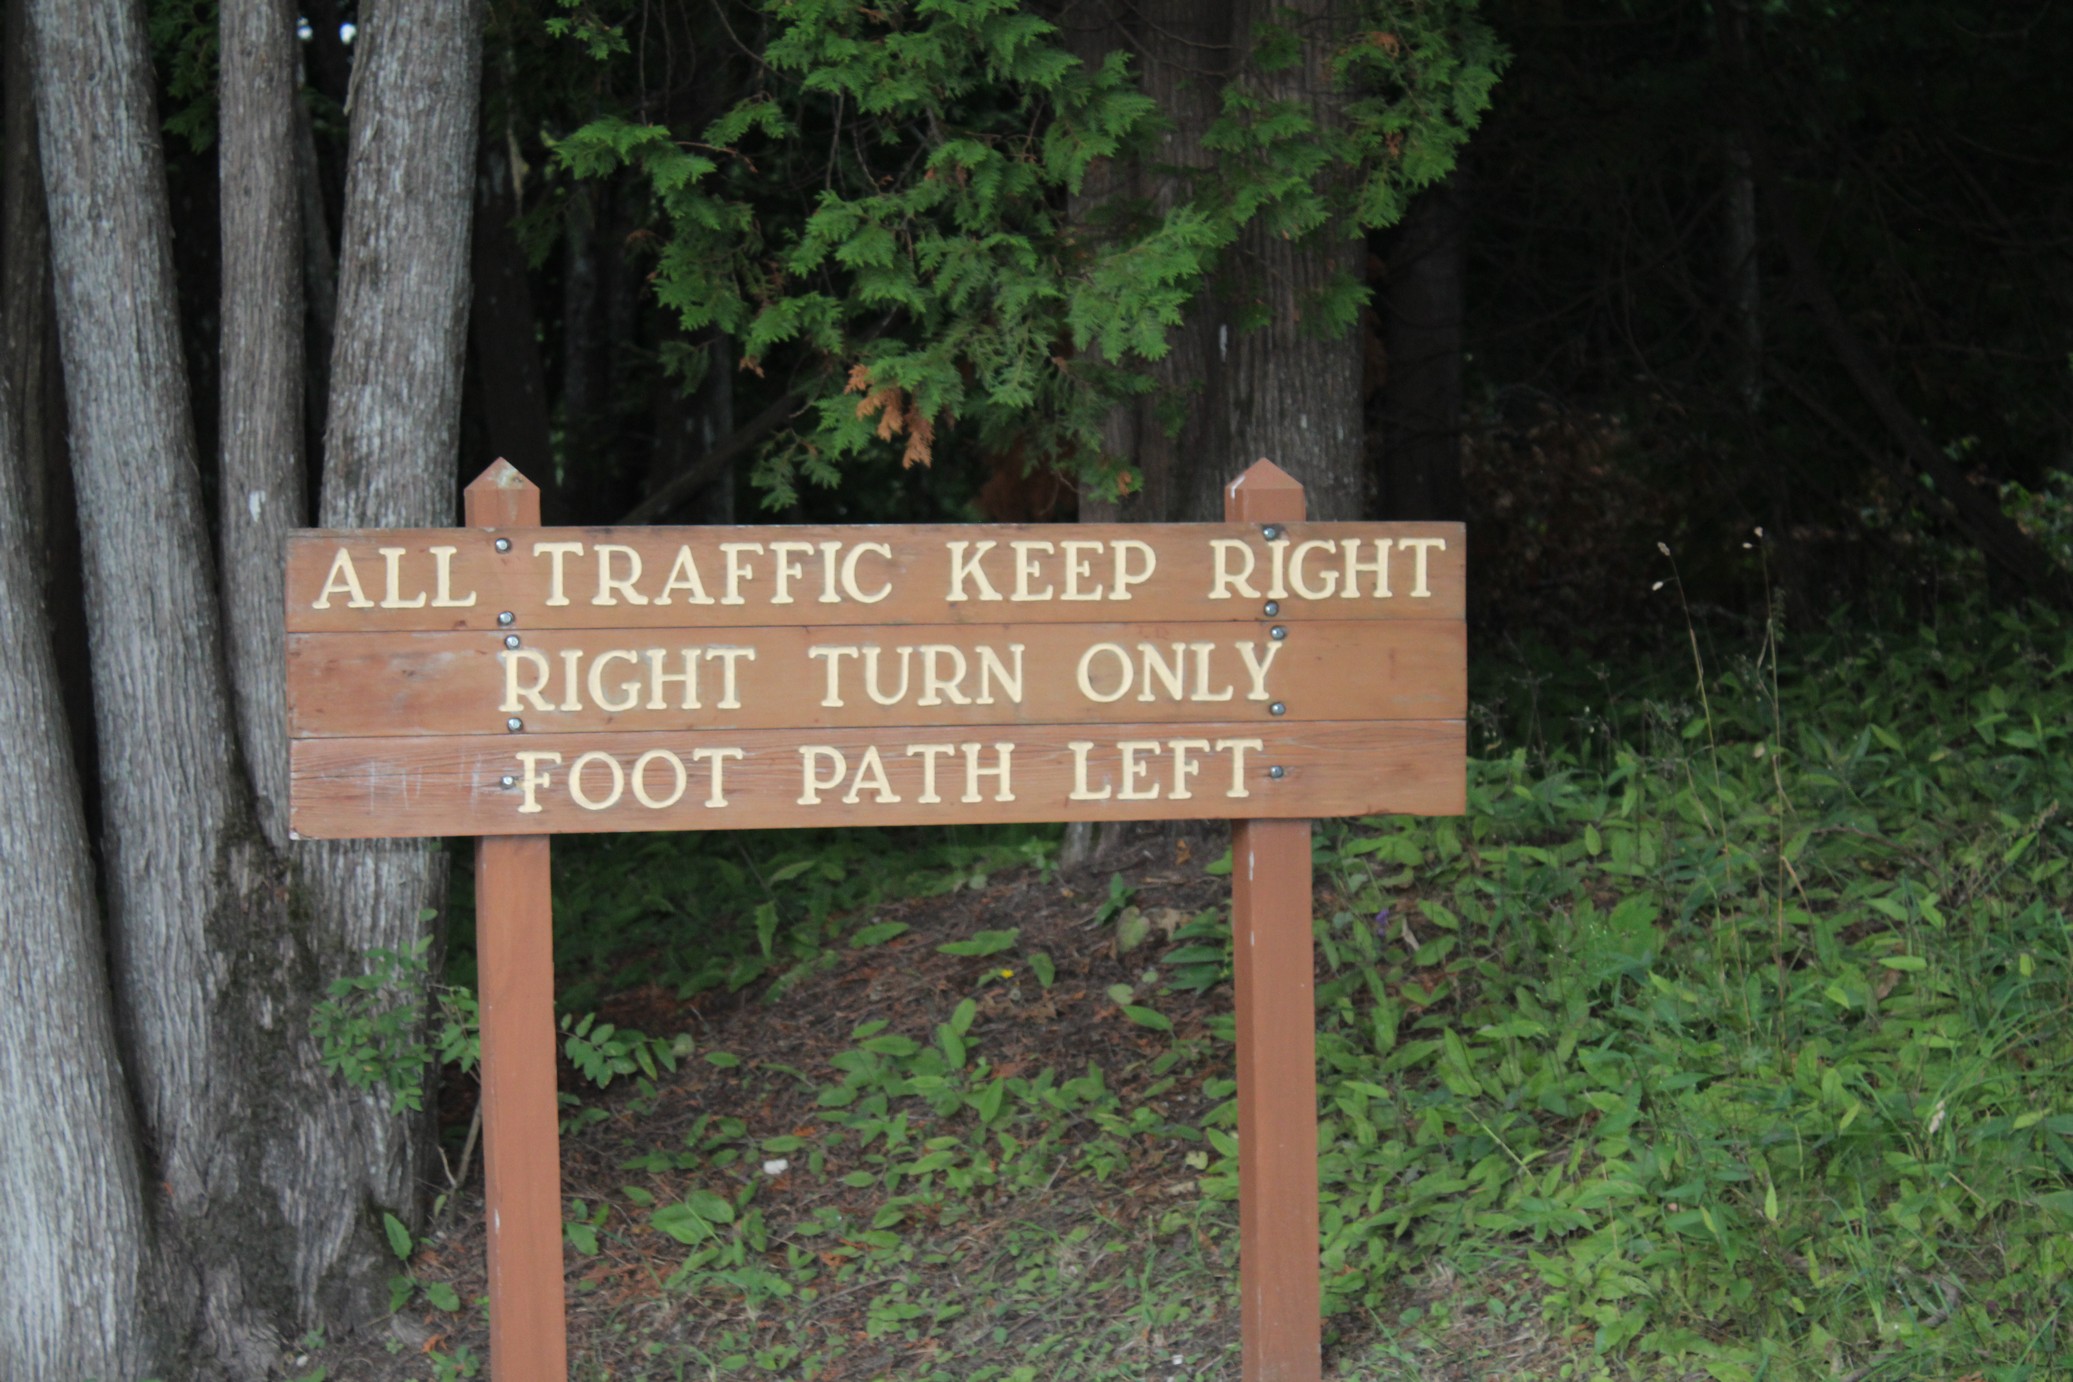 ALL TRAFFIC KEEP RIGHT
RIGHT TURN ONLY
FOOT PATH LEFT